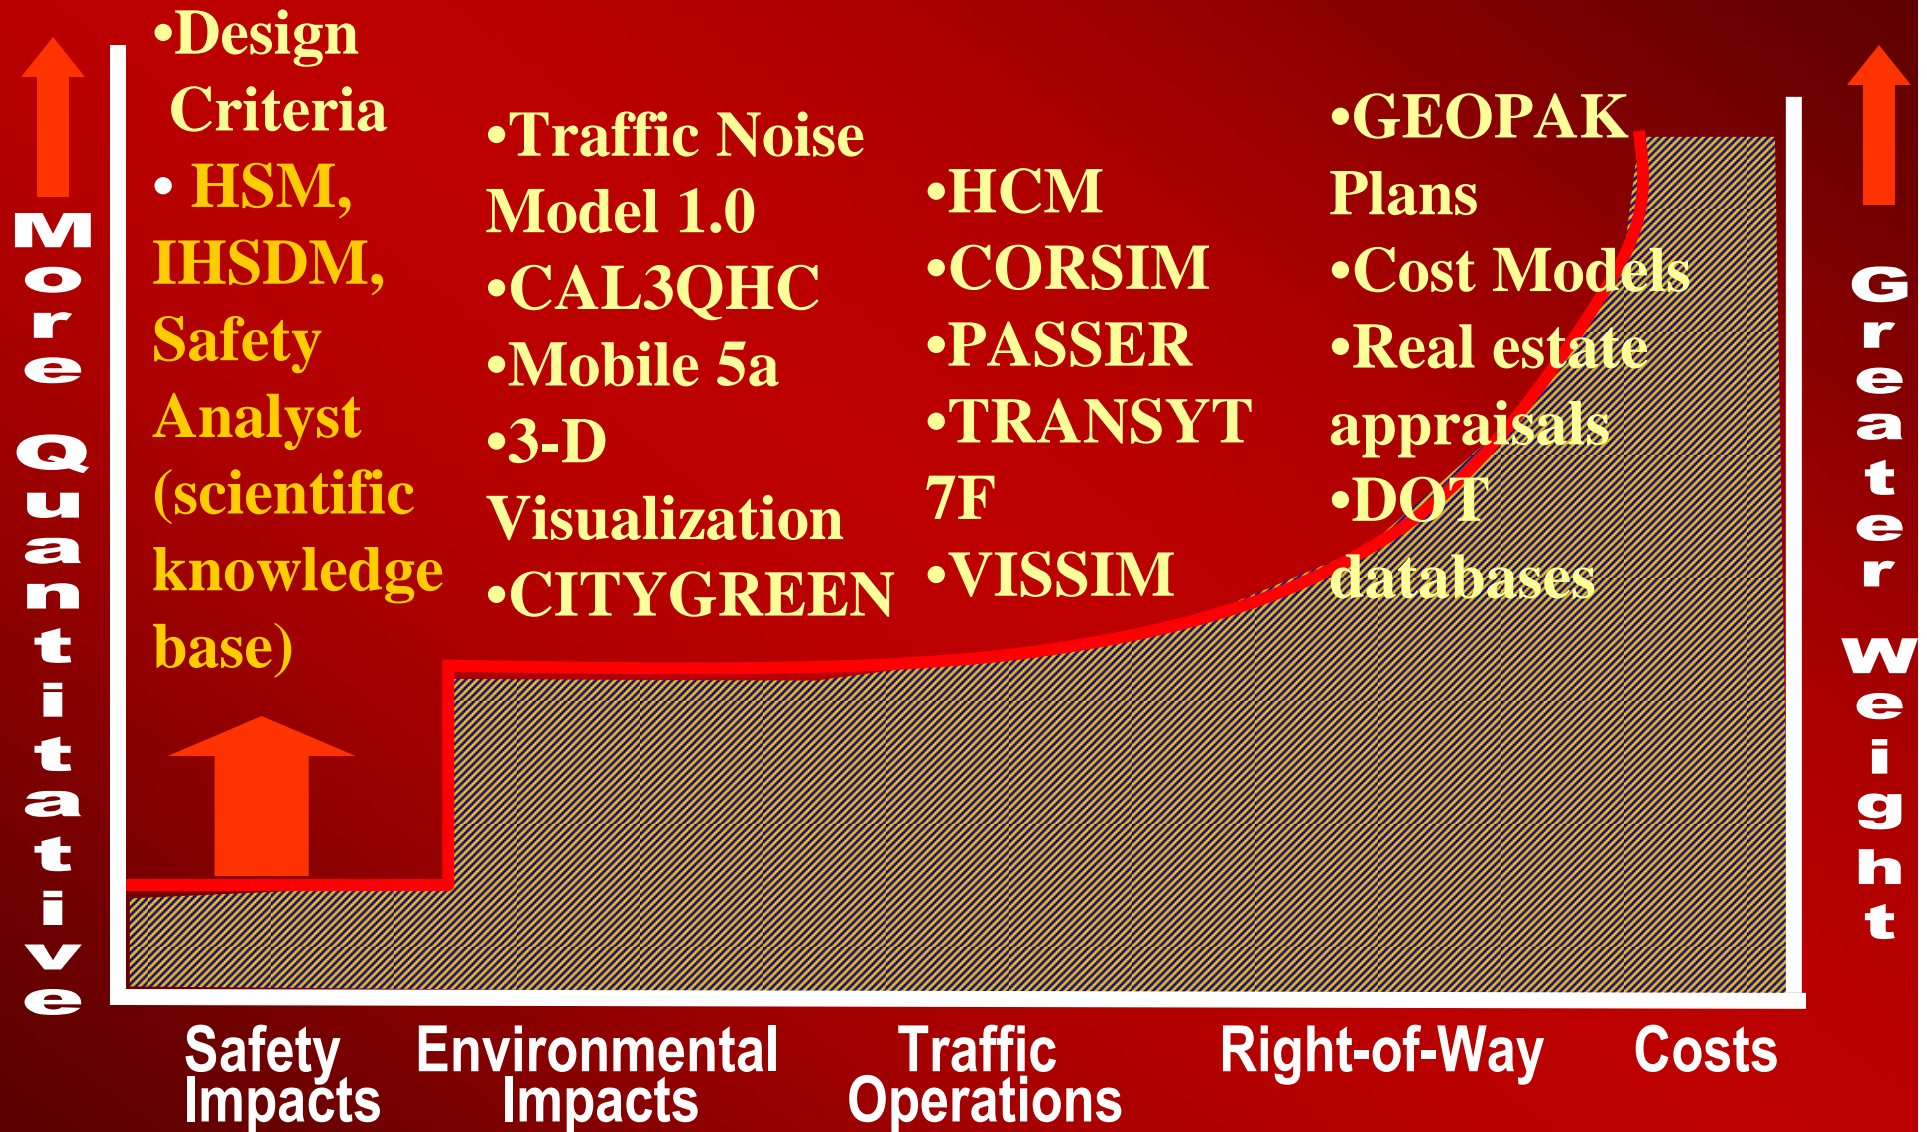 More Quantitative
•Design
Criteria
• HSM,
IHSDM,
Safety
Analyst
(scientific
knowledge
base)
•Traffic Noise
Model 1.0
•CAL3QHC
•Mobile 5a
•3-D
Visualization
•CITYGREEN
•HCM
•CORSIM
•PASSER
•TRANSYT
7F
•VISSIM
•GEOPAK
Plans
•Cost Models
•Real estate
appraisals
•DOT
databases
Greater Weight
Safety
Impacts
Environmental
Impacts
Traffic
Operations
Right-of-Way
Costs